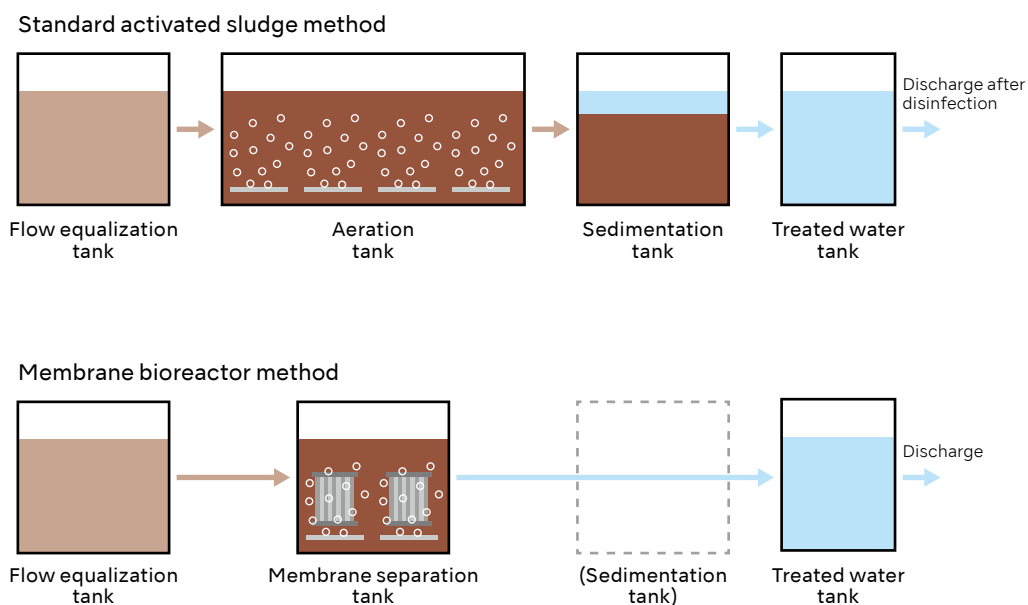 Standard activated sludge method
Discharge after
disinfection
Flow equalization
tank
Aeration
tank
Sedimentation
tank
Treated water
tank
Membrane bioreactor method
Discharge
Flow equalization
tank
Membrane separation
tank
(Sedimentation
tank)
Treated water
tank